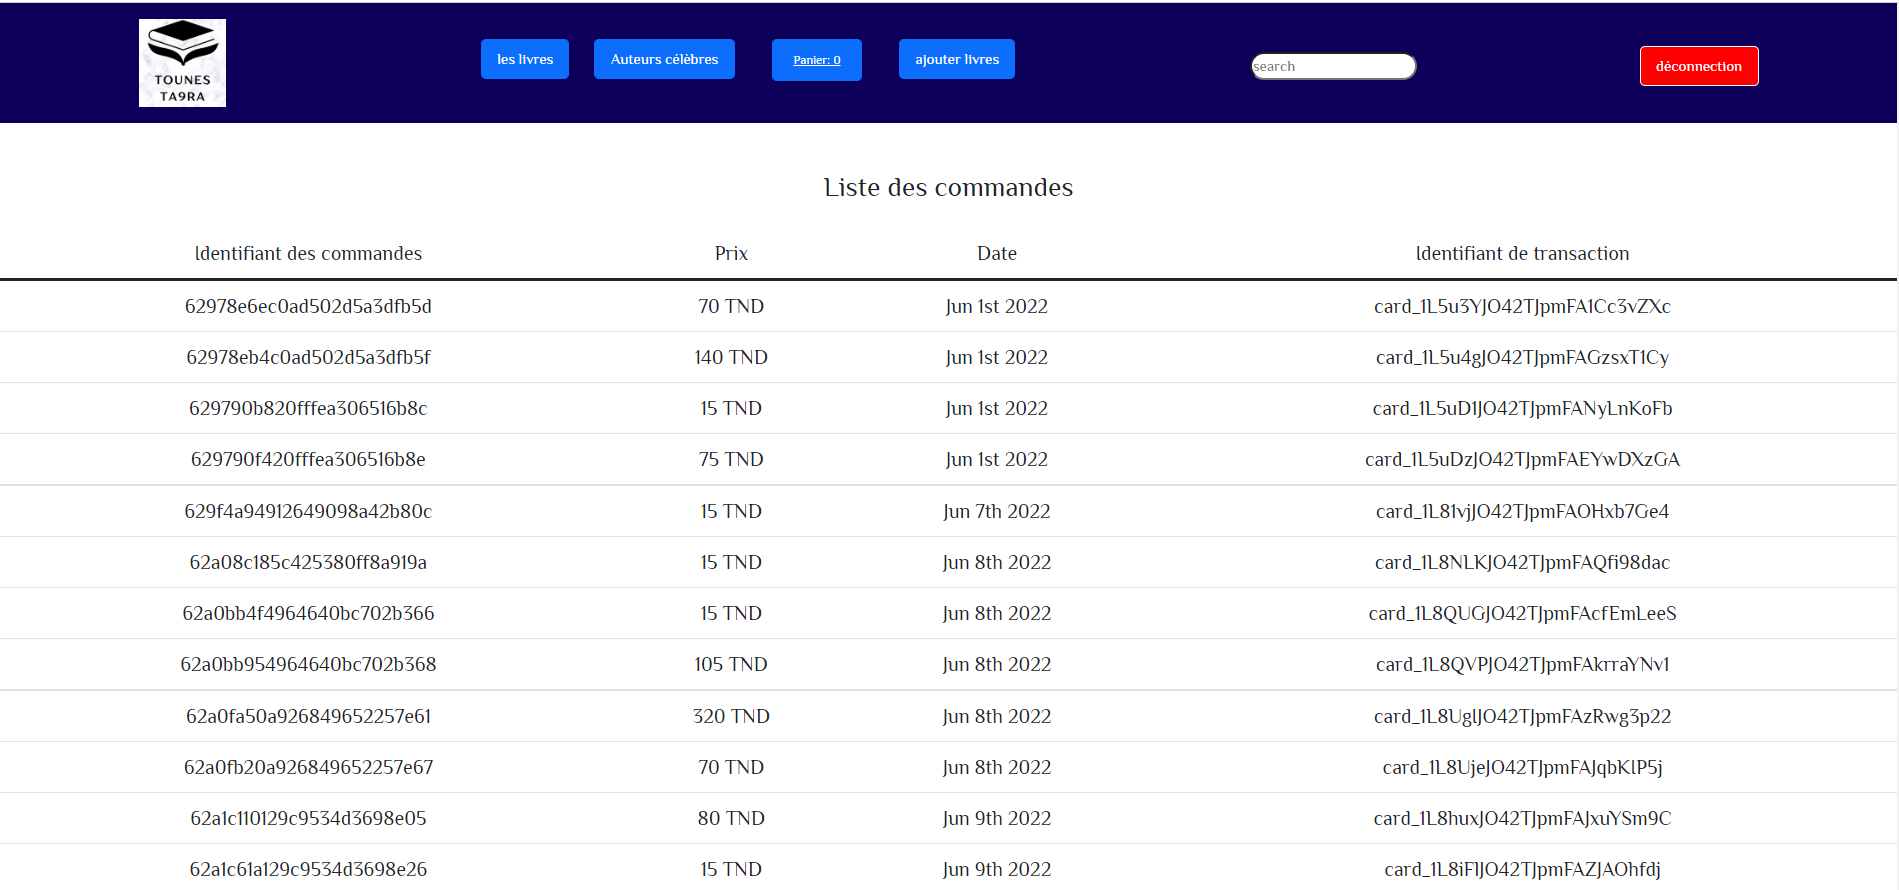 TOUNES
TA9RA
les livres Auteurs célèbres Panier: 0 ajouter livres search déconnection
Liste des commandes
Identifiant des commandes Prix Date Identifiant de transaction
62978e6ec0ad502d5a3dfb5d 70 TND Jun 1st 2022 card_1L5u3YJO42TJpmFA1Cc3vZXc
62978eb4c0ad502d5a3dfb5f 140 TND Jun 1st 2022 card_1L5u4gJO42TJpmFAGzsxT1Cy
629790b820fffea306516b8c 15 TND Jun 1st 2022 card_1L5uD1JO42TJpmFANyLnKoFb
629790f420fffea306516b8e 75 TND Jun 1st 2022 card_1L5uDzJO42TJpmFAEYwDXzGA
629f4a94912649098a42b80c 15 TND Jun 7th 2022 card_1L81vjJO42TJpmFAOHxb7Ge4
62a08c185c425380ff8a919a 15 TND Jun 8th 2022 card_1L8NLKJO42TJpmFAQfi98dac
62a0bb4f4964640bc702b366 15 TND Jun 8th 2022 card_1L8QUGJO42TJpmFAcfEmLeeS
62a0bb954964640bc702b368 105 TND Jun 8th 2022 card_1L8QVPJO42TJpmFAkrraYNv1
62a0fa50a926849652257e61 320 TND Jun 8th 2022 card_1L8UglJO42TJpmFAzRwg3p22
62a0fb20a926849652257e67 70 TND Jun 8th 2022 card_1L8UjeJO42TJpmFAJqbKlP5j
62a1c110129c9534d3698e05 80 TND Jun 9th 2022 card_1L8huxJO42TJpmFAJxuYSm9C
62a1c61a129c9534d3698e26 15 TND Jun 9th 2022 card_1L8iF1JO42TJpmFAZJAOhfdj